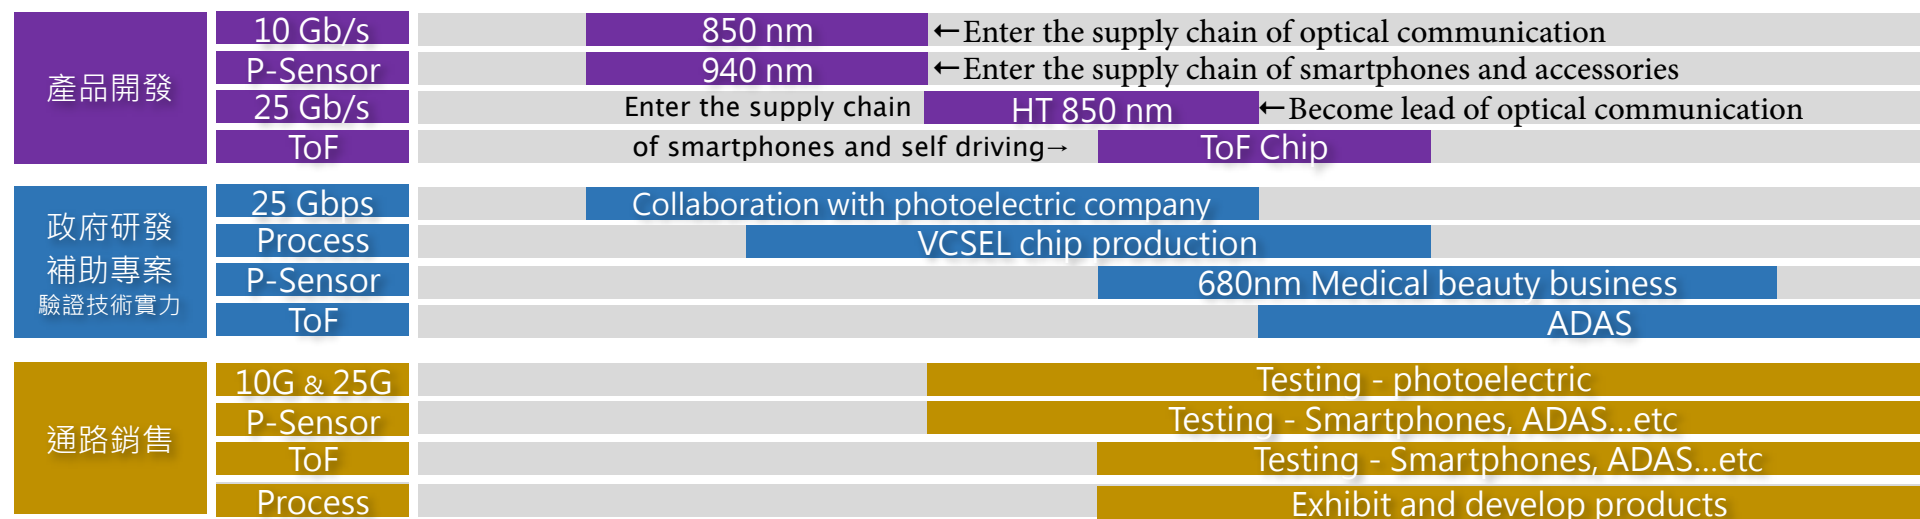 產品開發
10 Gb/s
850 nm
←Enter the supply chain of optical communication
P-Sensor
940 nm
←Enter the supply chain of smartphones and accessories
25 Gb/s
Enter the supply chain
HT 850 nm
←Become lead of optical communication
ToF
of smartphones and self driving→
ToF Chip
政府研發
補助專案
驗證技術實力
25 Gbps
Collaboration with photoelectric company
Process
VCSEL chip production
P-Sensor
680nm Medical beauty business
ToF
ADAS
通路銷售
10G & 25G
Testing - photoelectric
P-Sensor
Testing - Smartphones, ADAS...etc
ToF
Testing - Smartphones, ADAS...etc
Process
Exhibit and develop products